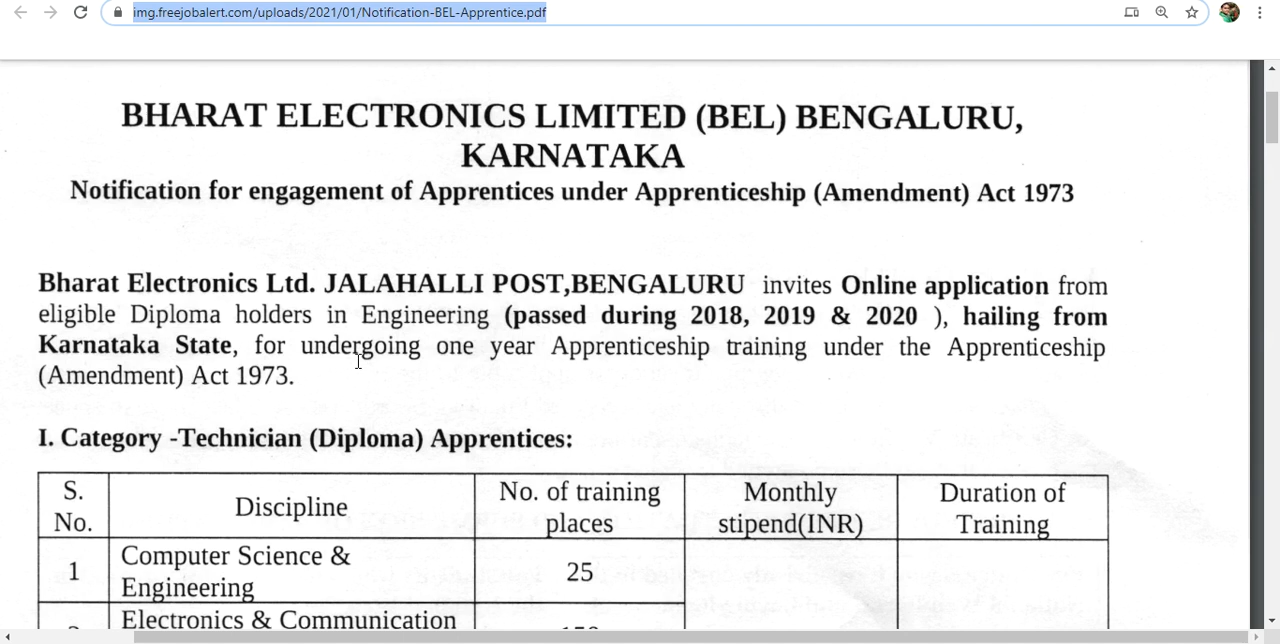 img.freejobalert.com/uploads/2021/01/Notification-BEL-Apprentice.pdf
BHARAT ELECTRONICS LIMITED (BEL) BENGALURU,
KARNATAKA
Notification for engagement of Apprentices under Apprenticeship (Amendment) Act 1973
Bharat Electronics Ltd. JALAHALLI POST,BENGALURU invites Online application from
eligible Diploma holders in Engineering (passed during 2018, 2019 & 2020 ), hailing from
Karnataka State, for undergoing one year Apprenticeship training under the Apprenticeship
(Amendment) Act 1973.
I. Category -Technician (Diploma) Apprentices:
S. No. Discipline No. of training places Monthly stipend(INR) Duration of Training
1 Computer Science & Engineering 25
Electronics & Communication